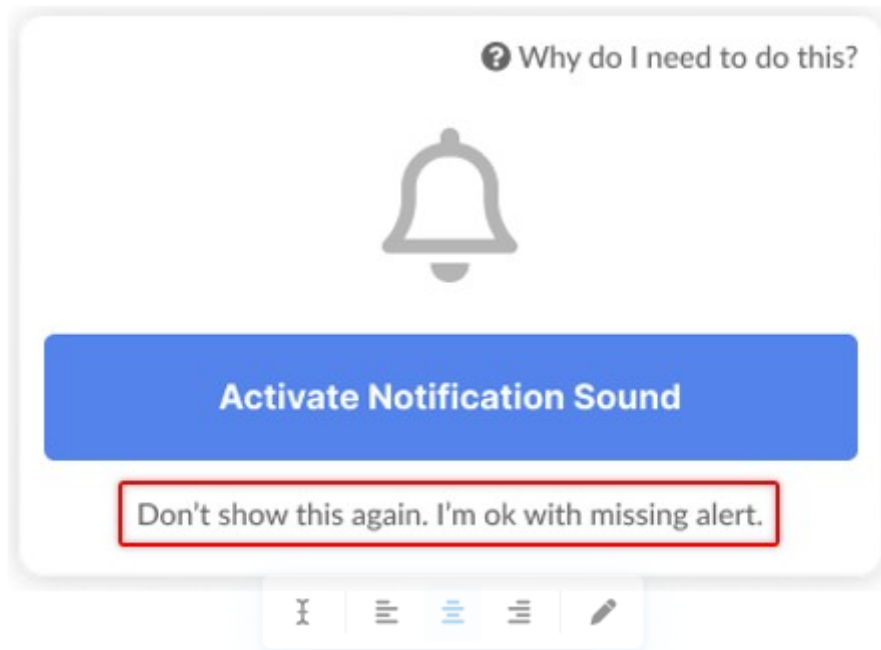 Why do I need to do this?
Activate Notification Sound
Don't show this again. I'm ok with missing alert.